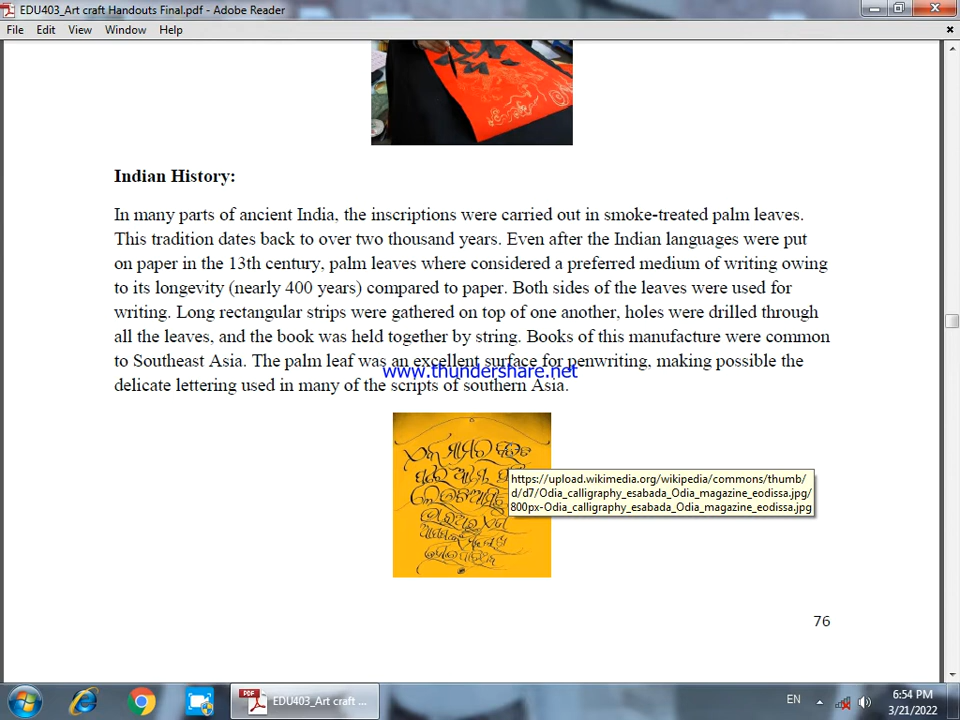 EDU403_Art craft Handouts Final.pdf - Adobe Reader
File Edit View Window Help
Indian History:
In many parts of ancient India, the inscriptions were carried out in smoke-treated palm leaves.
This tradition dates back to over two thousand years. Even after the Indian languages were put
on paper in the 13th century, palm leaves where considered a preferred medium of writing owing
to its longevity (nearly 400 years) compared to paper. Both sides of the leaves were used for
writing. Long rectangular strips were gathered on top of one another, holes were drilled through
all the leaves, and the book was held together by string. Books of this manufacture were common
to Southeast Asia. The palm leaf was an excellent surface for penwriting, making possible the
www.thundershare.net
delicate lettering used in many of the scripts of southern Asia.
https://upload.wikimedia.org/wikipedia/commons/thumb/
d/d7/Odia_calligraphy_esabada_Odia_magazine_eodissa.jpg/
800px-Odia_calligraphy_esabada_Odia_magazine_eodissa.jpg
76
PDF
EDU403_Art craft ...
EN
6:54 PM
3/21/2022